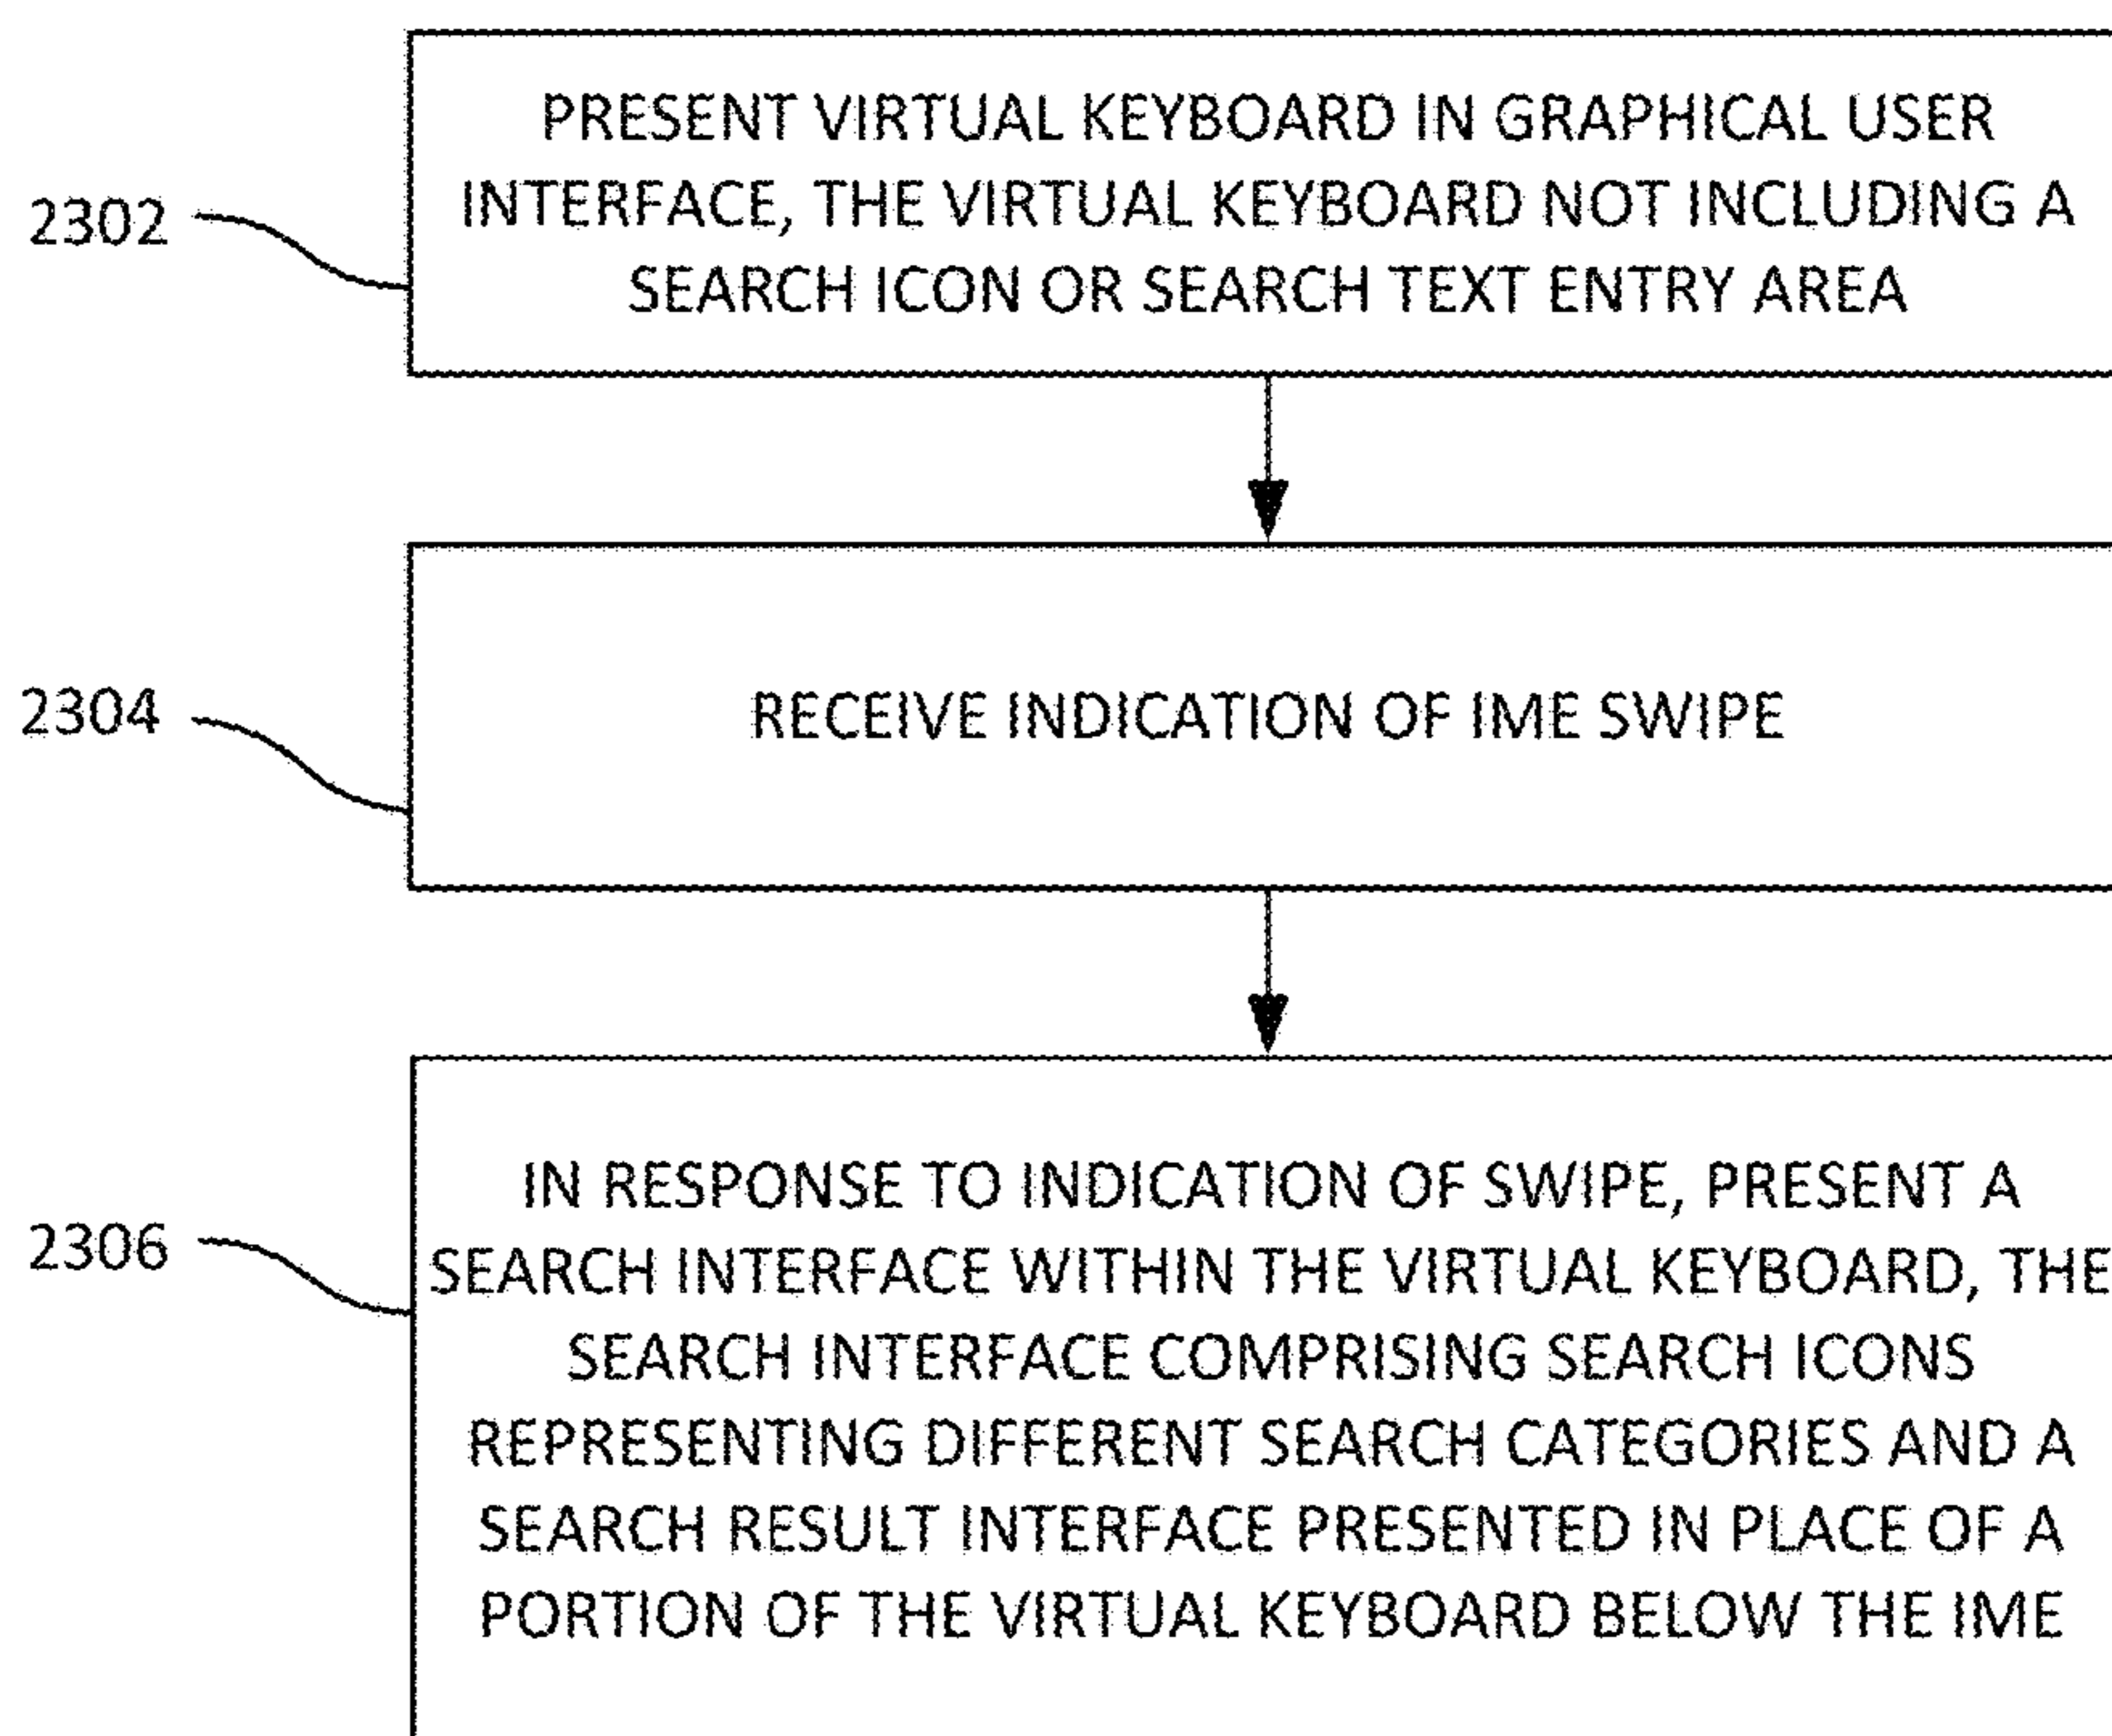 PRESENT VIRTUAL KEYBOARD IN GRAPHICAL USER
INTERFACE, THE VIRTUAL KEYBOARD NOT INCLUDING A
SEARCH ICON OR SEARCH TEXT ENTRY AREA
2302
RECEIVE INDICATION OF IME SWIPE
2304
IN RESPONSE TO INDICATION OF SWIPE, PRESENT A
SEARCH INTERFACE WITHIN THE VIRTUAL KEYBOARD, THE
SEARCH INTERFACE COMPRISING SEARCH ICONS
REPRESENTING DIFFERENT SEARCH CATEGORIES AND A
SEARCH RESULT INTERFACE PRESENTED IN PLACE OF A
PORTION OF THE VIRTUAL KEYBOARD BELOW THE IME
2306